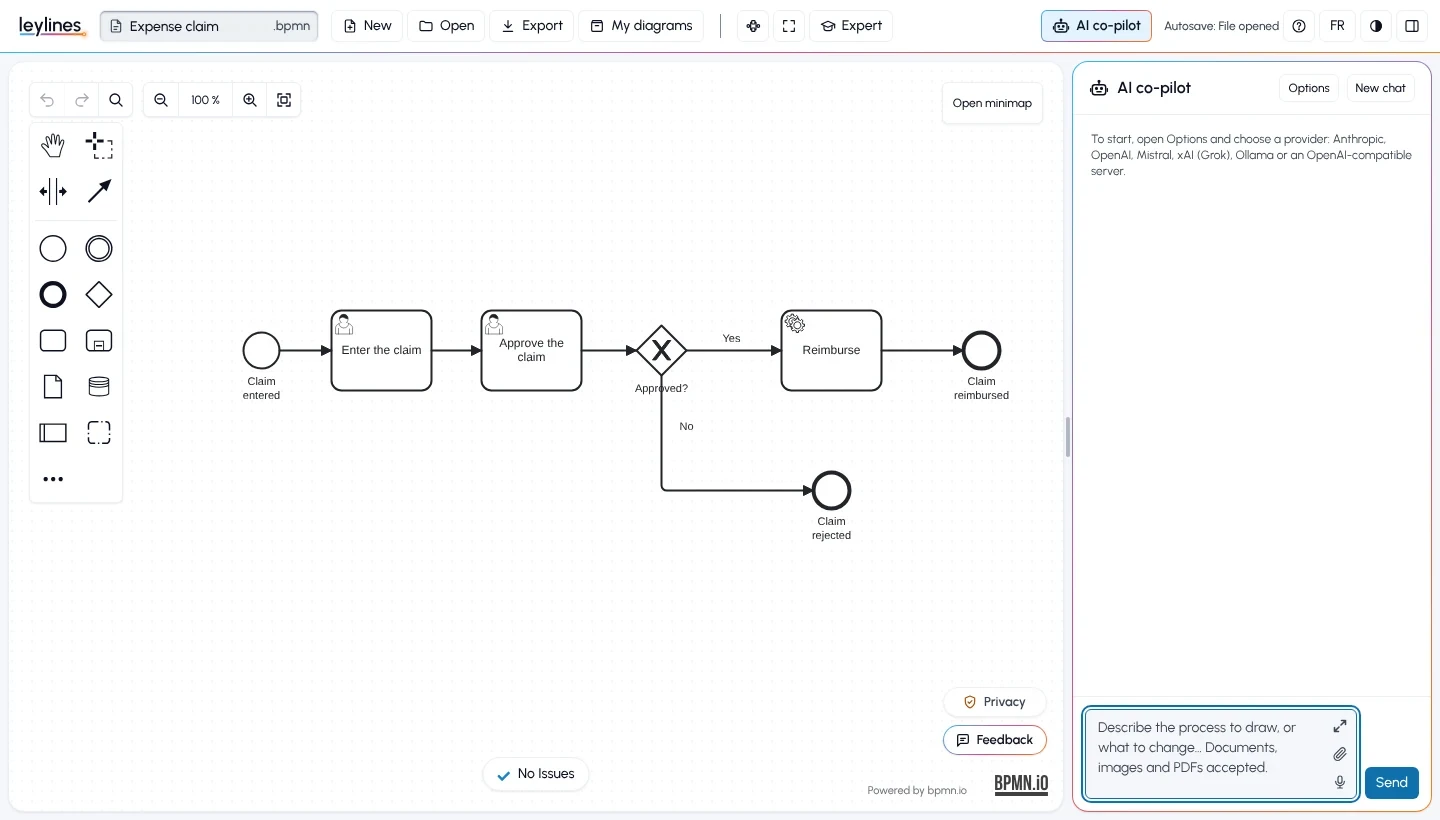 leylines
Expense claim .bpmn
New
Open
Export
My diagrams
Expert
AI co-pilot
Autosave: File opened
FR
100 %
Open minimap
AI co-pilot
Options
New chat
To start, open Options and choose a provider: Anthropic,
OpenAI, Mistral, xAI (Grok), Ollama or an OpenAI-compatible
server.
Claim
entered
Enter the claim
Approve the
claim
Approved?
Yes
No
Reimburse
Claim
reimbursed
Claim
rejected
Privacy
Feedback
No Issues
Powered by bpmn.io
BPMN.iO
Describe the process to draw, or
what to change... Documents,
images and PDFs accepted.
Send